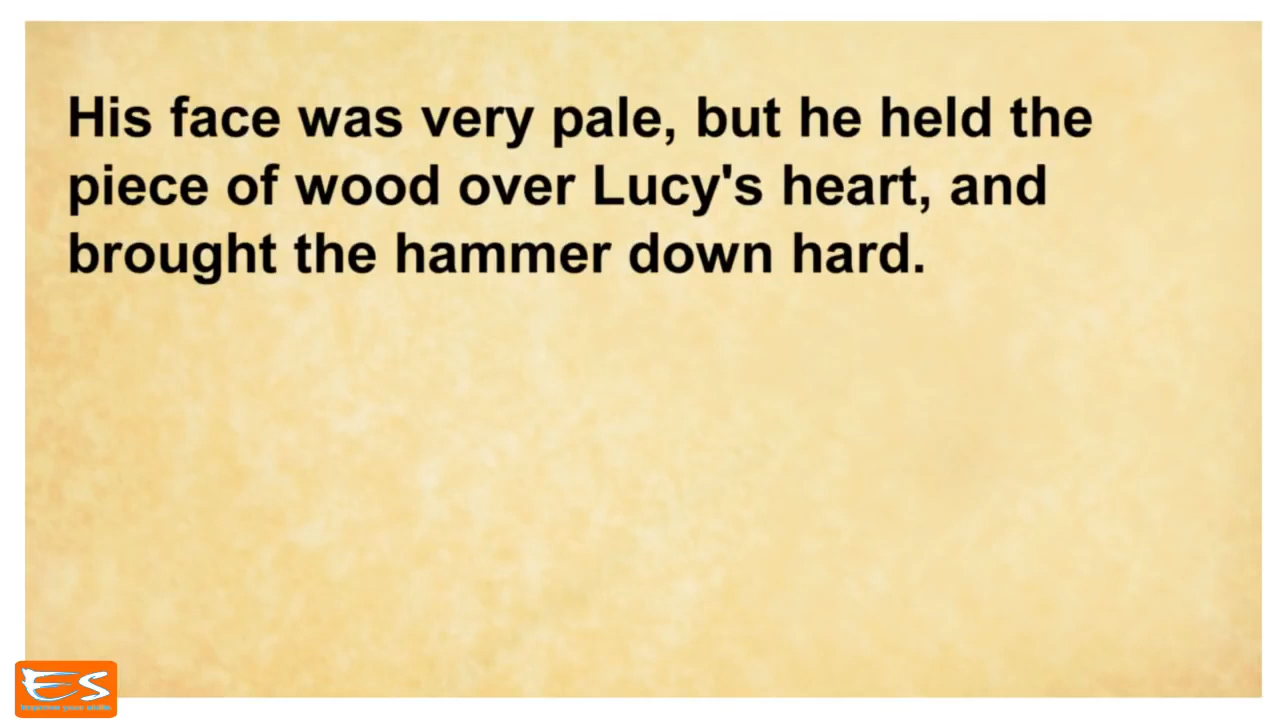 His face was very pale, but he held the
piece of wood over Lucy's heart, and
brought the hammer down hard.
ES